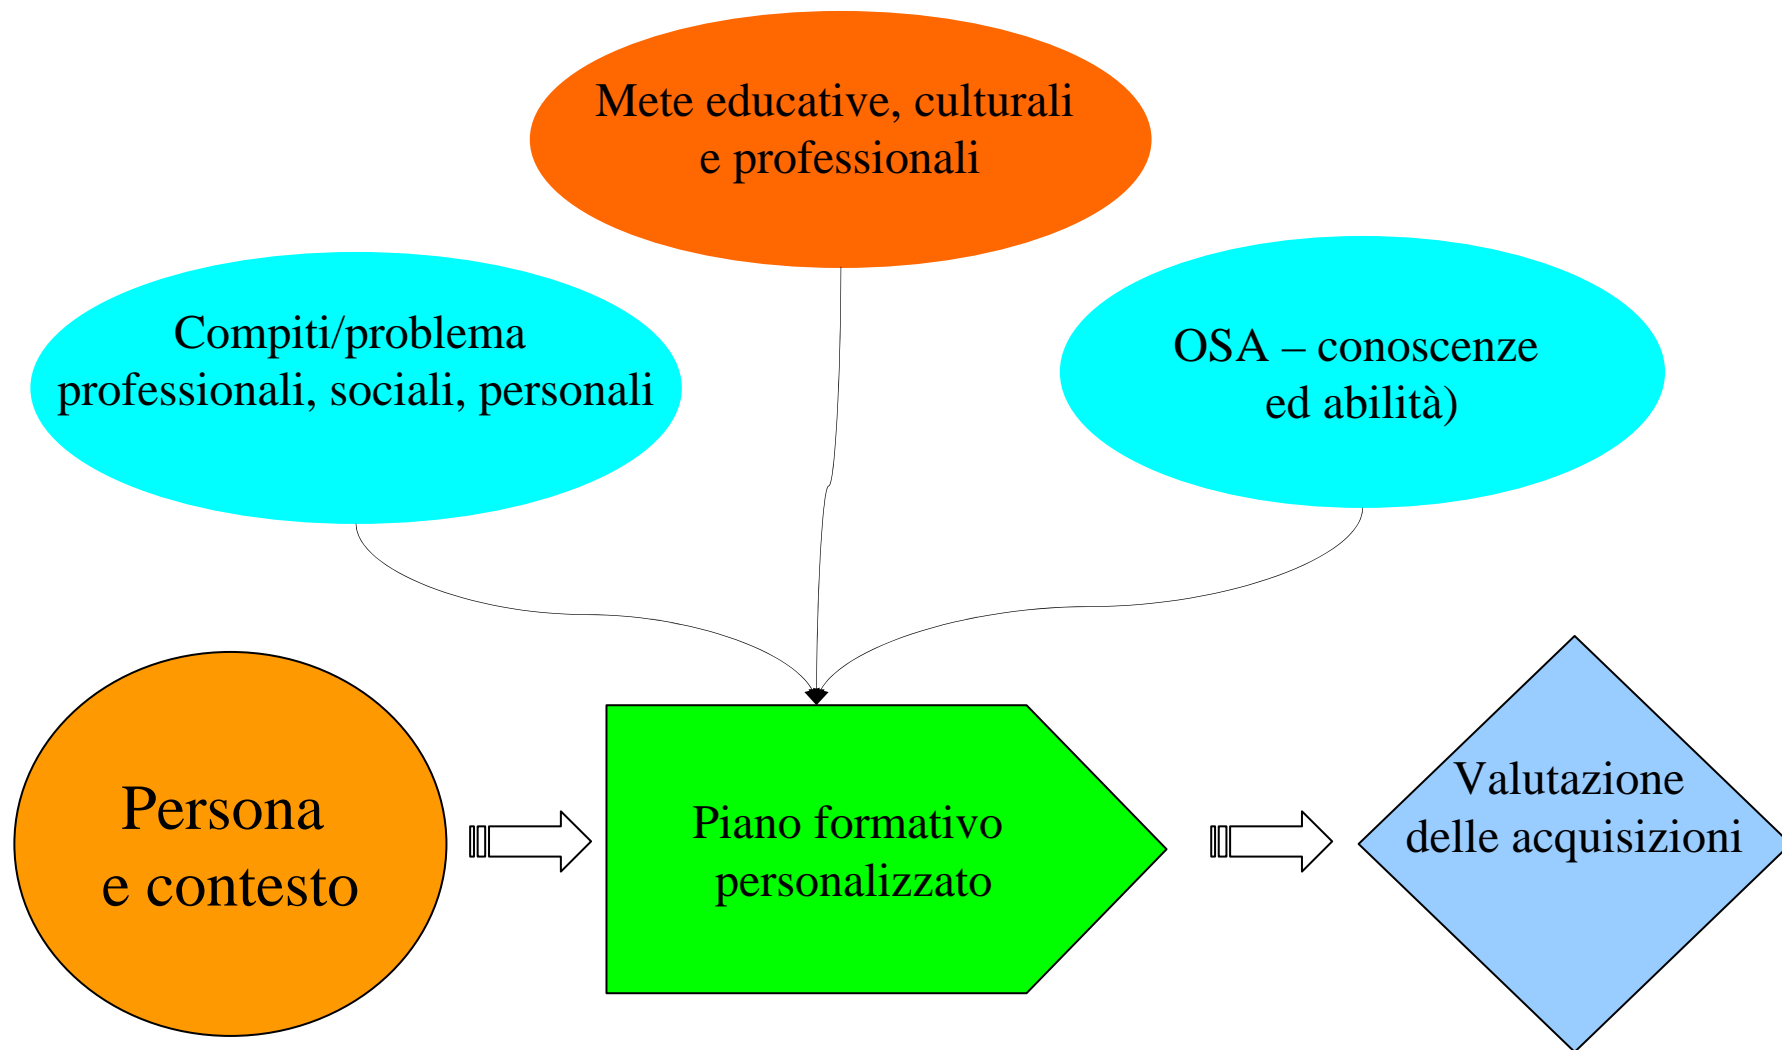 Mete educative, culturali
e professionali
Compiti/problema
professionali, sociali, personali
OSA – conoscenze
ed abilità)
Persona
e contesto
Piano formativo
personalizzato
Valutazione
delle acquisizioni